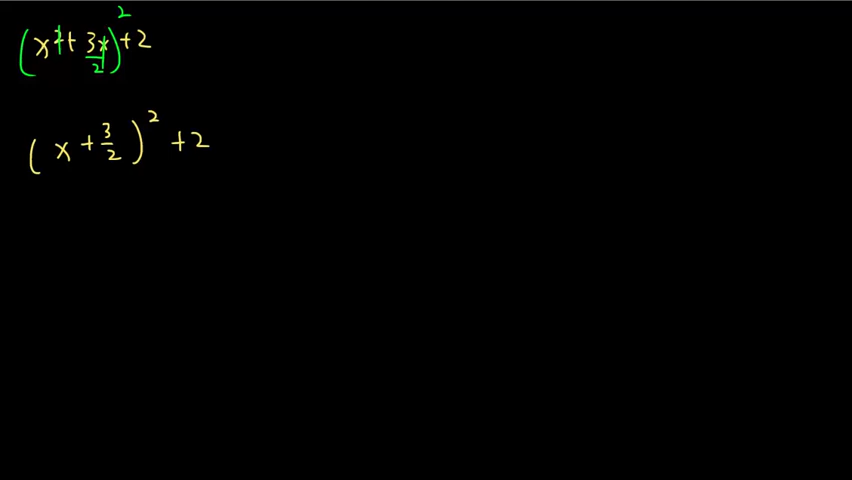 (x² + 3x/2)² + 2
(x + 3/2)² + 2